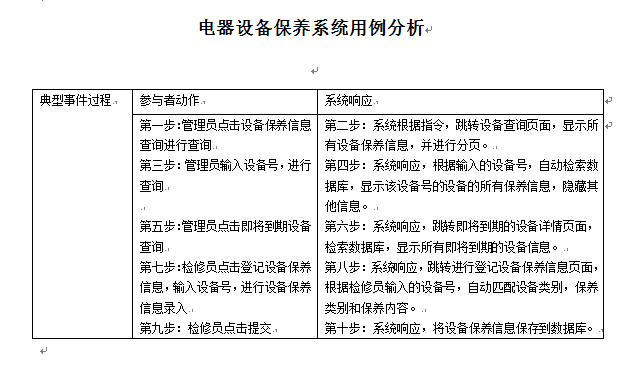 电器设备保养系统用例分析
典型事件过程
参与者动作
系统响应
第一步:管理员点击设备保养信息
查询进行查询
第三步：管理员输入设备号，进行
查询
第五步:管理员点击即将到期设备
查询
第七步:检修员点击登记设备保养
信息，输入设备号，进行设备保养
信息录入
第九步：检修员点击提交
第二步：系统根据指令，跳转设备查询页面，显示所
有设备保养信息，并进行分页。
第四步：系统响应，根据输入的设备号，自动检索数
据库，显示该设备号的设备的所有保养信息，隐藏其
他信息。
第六步：系统响应，跳转即将到期的设备详情页面，
检索数据库，显示所有即将到期的设备信息。
第八步：系统响应，跳转进行登记设备保养信息页面，
根据检修员输入的设备号，自动匹配设备类别，保养
类别和保养内容。
第十步：系统响应，将设备保养信息保存到数据库。